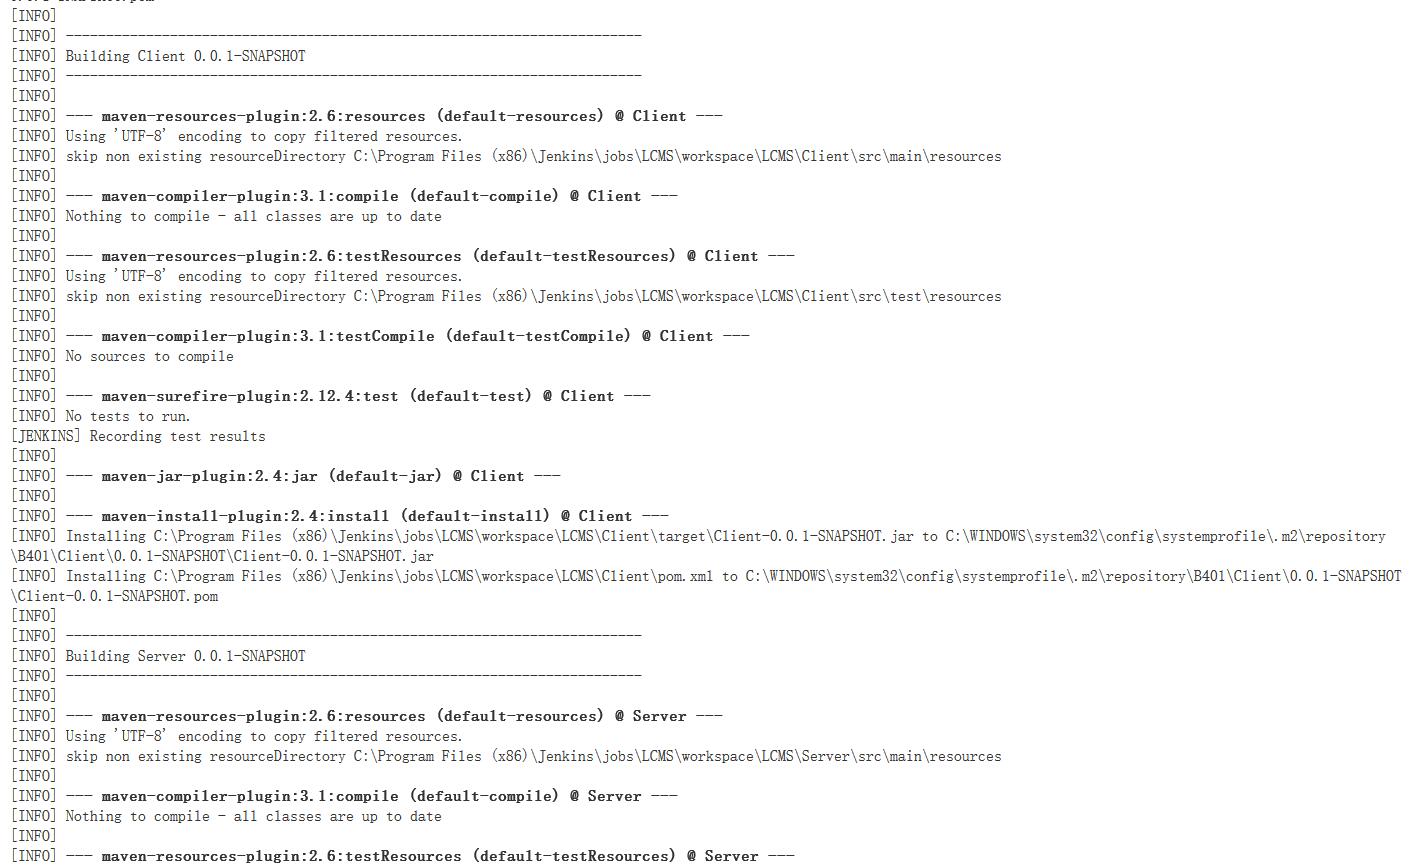 [INFO]
[INFO] ------------------------------------------------------------------------
[INFO] Building Client 0.0.1-SNAPSHOT
[INFO] ------------------------------------------------------------------------
[INFO]
[INFO] --- maven-resources-plugin:2.6:resources (default-resources) @ Client ---
[INFO] Using 'UTF-8' encoding to copy filtered resources.
[INFO] skip non existing resourceDirectory C:\Program Files (x86)\Jenkins\jobs\LCMS\workspace\LCMS\Client\src\main\resources
[INFO]
[INFO] --- maven-compiler-plugin:3.1:compile (default-compile) @ Client ---
[INFO] Nothing to compile - all classes are up to date
[INFO]
[INFO] --- maven-resources-plugin:2.6:testResources (default-testResources) @ Client ---
[INFO] Using 'UTF-8' encoding to copy filtered resources.
[INFO] skip non existing resourceDirectory C:\Program Files (x86)\Jenkins\jobs\LCMS\workspace\LCMS\Client\src\test\resources
[INFO]
[INFO] --- maven-compiler-plugin:3.1:testCompile (default-testCompile) @ Client ---
[INFO] No sources to compile
[INFO]
[INFO] --- maven-surefire-plugin:2.12.4:test (default-test) @ Client ---
[INFO] No tests to run.
[JENKINS] Recording test results
[INFO]
[INFO] --- maven-jar-plugin:2.4:jar (default-jar) @ Client ---
[INFO]
[INFO] --- maven-install-plugin:2.4:install (default-install) @ Client ---
[INFO] Installing C:\Program Files (x86)\Jenkins\jobs\LCMS\workspace\LCMS\Client\target\Client-0.0.1-SNAPSHOT.jar to C:\WINDOWS\system32\config\systemprofile\.m2\repository
\B401\Client\0.0.1-SNAPSHOT\Client-0.0.1-SNAPSHOT.jar
[INFO] Installing C:\Program Files (x86)\Jenkins\jobs\LCMS\workspace\LCMS\Client\pom.xml to C:\WINDOWS\system32\config\systemprofile\.m2\repository\B401\Client\0.0.1-SNAPSHOT
\Client-0.0.1-SNAPSHOT.pom
[INFO]
[INFO] ------------------------------------------------------------------------
[INFO] Building Server 0.0.1-SNAPSHOT
[INFO] ------------------------------------------------------------------------
[INFO]
[INFO] --- maven-resources-plugin:2.6:resources (default-resources) @ Server ---
[INFO] Using 'UTF-8' encoding to copy filtered resources.
[INFO] skip non existing resourceDirectory C:\Program Files (x86)\Jenkins\jobs\LCMS\workspace\LCMS\Server\src\main\resources
[INFO]
[INFO] --- maven-compiler-plugin:3.1:compile (default-compile) @ Server ---
[INFO] Nothing to compile - all classes are up to date
[INFO]
[INFO] --- maven-resources-plugin:2.6:testResources (default-testResources) @ Server ---